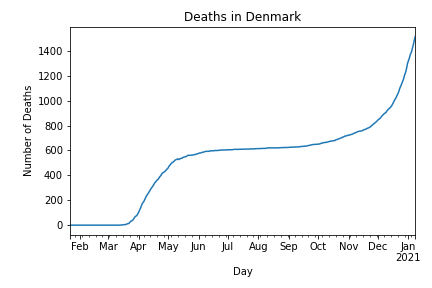 Deaths in Denmark
Number of Deaths
1400
1200
1000
800
600
400
200
0
Feb Mar Apr May Jun Jul Aug Sep Oct Nov Dec Jan
2021
Day